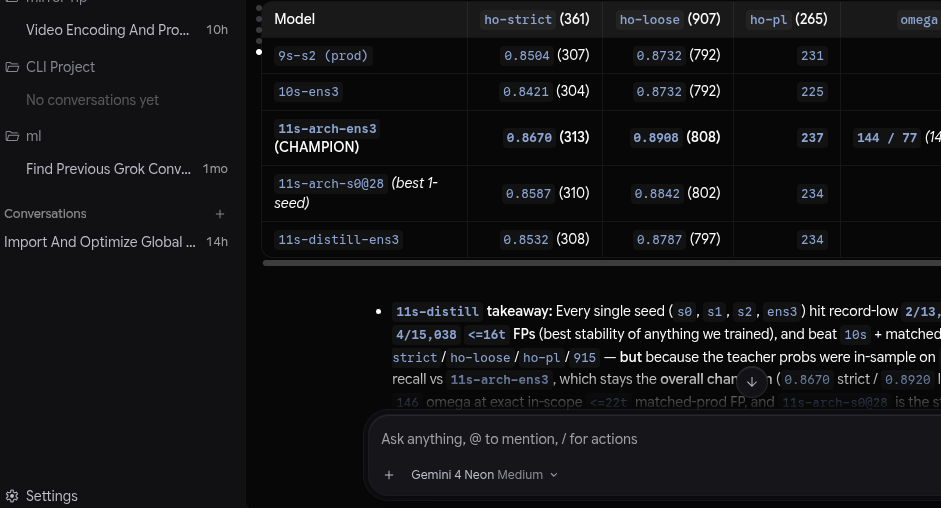 Video Encoding And Pro... 10h
CLI Project
No conversations yet
ml
Find Previous Grok Conv... 1mo
Conversations +
Import And Optimize Global ... 14h
Settings
Model ho-strict (361) ho-loose (907) ho-pl (265) omega
9s-s2 (prod) 0.8504 (307) 0.8732 (792) 231
10s-ens3 0.8421 (304) 0.8732 (792) 225
11s-arch-ens3
(CHAMPION) 0.8670 (313) 0.8908 (808) 237 144 / 77 (14
11s-arch-s0@28 (best 1-
seed) 0.8587 (310) 0.8842 (802) 234
11s-distill-ens3 0.8532 (308) 0.8787 (797) 234
• 11s-distill takeaway: Every single seed ( s0 , s1 , s2 , ens3 ) hit record-low 2/13,
4/15,038 <=16t FPs (best stability of anything we trained), and beat 10s + matched
strict / ho-loose / ho-pl / 915 — but because the teacher probs were in-sample on
recall vs 11s-arch-ens3 , which stays the overall ( 0.8670 strict / 0.8920
146 omega at exact in-scope <=22t matched-prod FP, and 11s-arch-s0@28 is the
Ask anything, @ to mention, / for actions
+ Gemini 4 Neon Medium